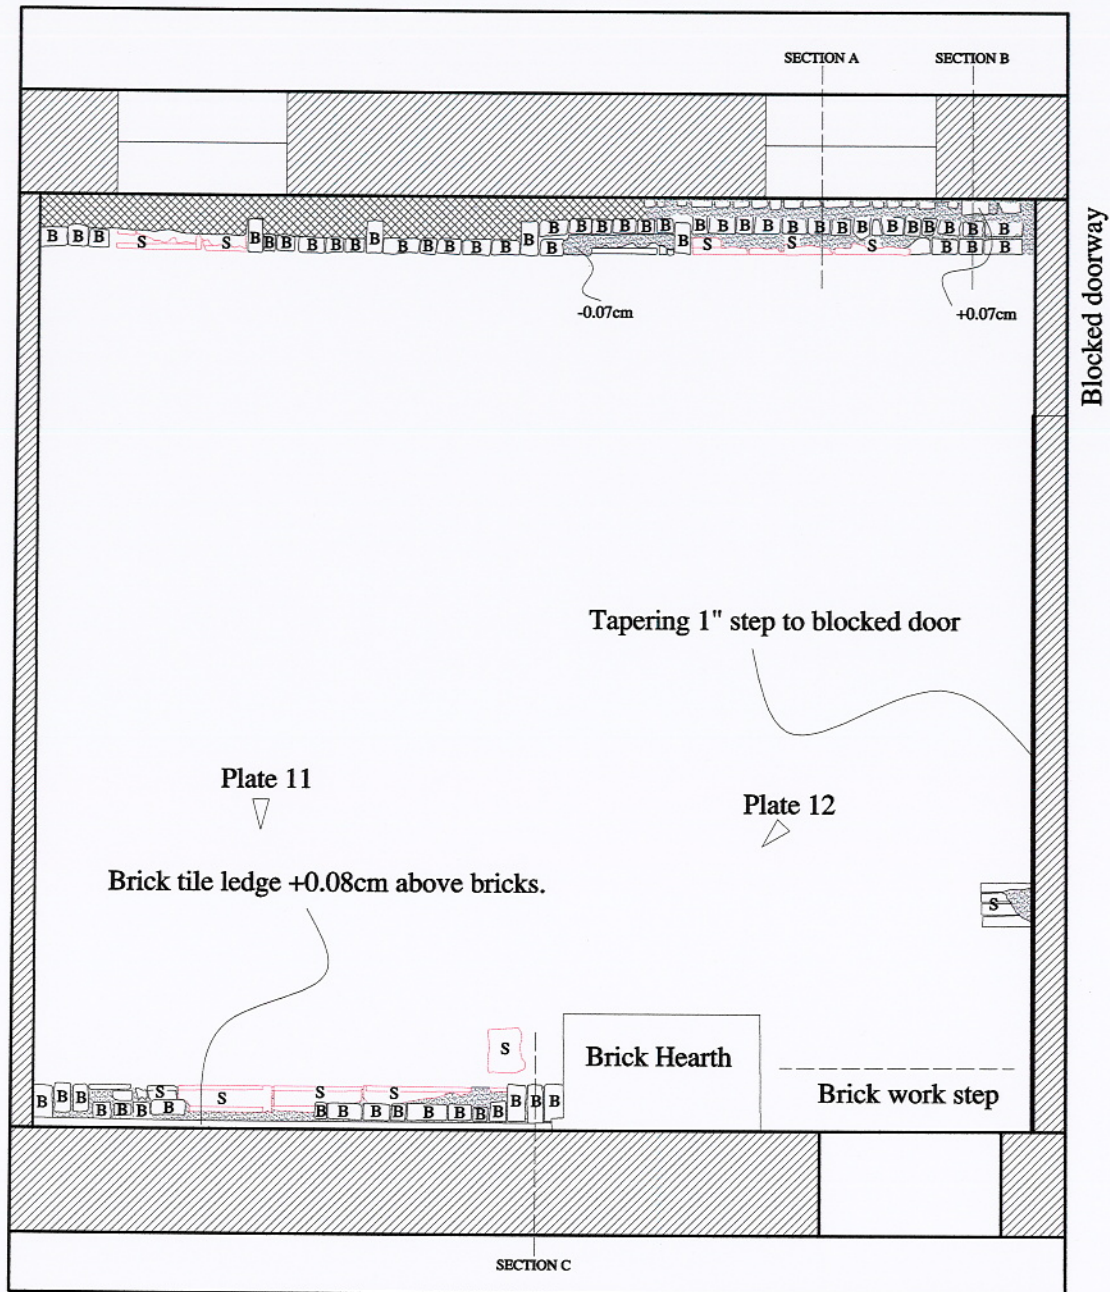 SECTION A SECTION B
B B B S S B B B B B B B B B B B B B B B B B B B B B B B S S S B B B B B B B B B B B B B B B B B
-0.07cm
+0.07cm
Blocked doorway
Tapering 1" step to blocked door
Plate 11
Plate 12
Brick tile ledge +0.08cm above bricks.
S
S
Brick Hearth
Brick work step
B B B S S S S B B B
B B B B B B B B B B B B
SECTION C